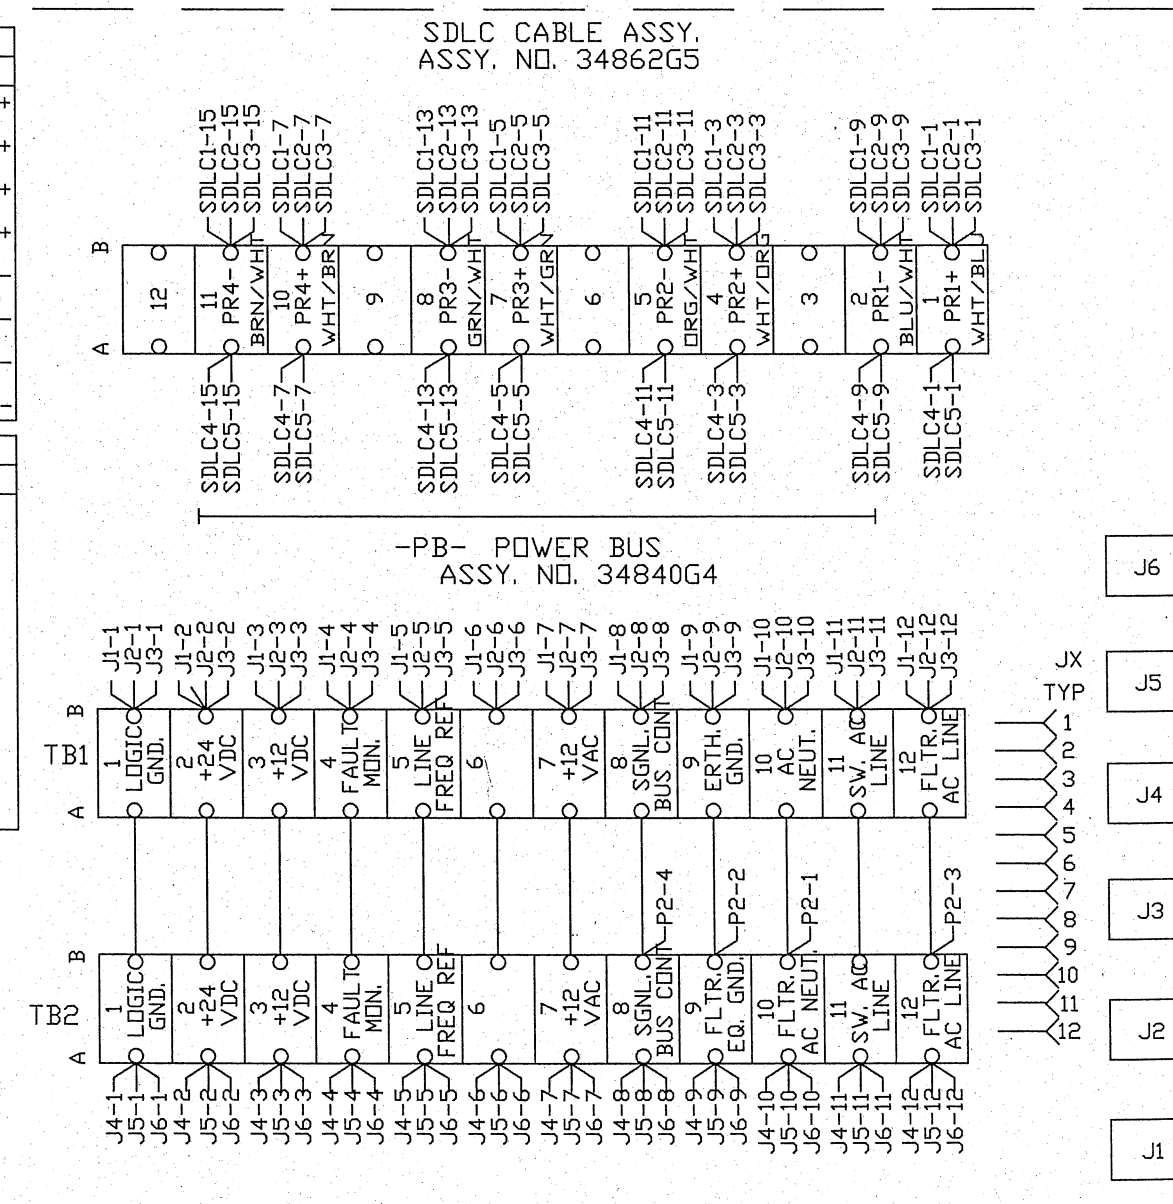 SDLC CABLE ASSY.
ASSY. NO. 34862G5
SDLC1-15
SDLC2-15
SDLC3-15
SDLC1-7
SDLC2-7
SDLC3-7
SDLC1-13
SDLC2-13
SDLC3-13
SDLC1-5
SDLC2-5
SDLC3-5
SDLC1-11
SDLC2-11
SDLC3-11
SDLC1-3
SDLC2-3
SDLC3-3
SDLC1-9
SDLC2-9
SDLC3-9
SDLC1-1
SDLC2-1
SDLC3-1
B
A
12
11
PR4-
BRN/WHT
10
PR4+
WHT/BRN
9
8
PR3-
GRN/WHT
7
PR3+
WHT/GRN
6
5
PR2-
ORG/WHT
4
PR2+
WHT/ORG
3
2
PR1-
BLU/WHT
1
PR1+
WHT/BLU
SDLC4-15
SDLC5-15
SDLC4-7
SDLC5-7
SDLC4-13
SDLC5-13
SDLC4-5
SDLC5-5
SDLC4-11
SDLC5-11
SDLC4-3
SDLC5-3
SDLC4-9
SDLC5-9
SDLC4-1
SDLC5-1
-PB- POWER BUS
ASSY. NO. 34840G4
J1-1
J2-1
J3-1
J1-2
J2-2
J3-2
J1-3
J2-3
J3-3
J1-4
J2-4
J3-4
J1-5
J2-5
J3-5
J1-6
J2-6
J3-6
J1-7
J2-7
J3-7
J1-8
J2-8
J3-8
J1-9
J2-9
J3-9
J1-10
J2-10
J3-10
J1-11
J2-11
J3-11
J1-12
J2-12
J3-12
B
TB1
A
1
LOGIC
GND.
2
+24
VDC
3
+12
VDC
4
FAULT
MON.
5
LINE
FREQ REF
6
7
+12
VAC
8
SGNL.
BUS CONT
9
ERTH.
GND.
10
AC
NEUT.
11
SW. AC
LINE
12
FLTR.
AC LINE
P2-4
P2-2
P2-1
P2-3
B
TB2
A
1
LOGIC
GND.
2
+24
VDC
3
+12
VDC
4
FAULT
MON.
5
LINE
FREQ REF
6
7
+12
VAC
8
SGNL.
BUS CONT
9
FLTR.
EQ. GND.
10
FLTR.
AC NEUT.
11
SW. AC
LINE
12
FLTR.
AC LINE
J4-1
J5-1
J6-1
J4-2
J5-2
J6-2
J4-3
J5-3
J6-3
J4-4
J5-4
J6-4
J4-5
J5-5
J6-5
J4-6
J5-6
J6-6
J4-7
J5-7
J6-7
J4-8
J5-8
J6-8
J4-9
J5-9
J6-9
J4-10
J5-10
J6-10
J4-11
J5-11
J6-11
J4-12
J5-12
J6-12
JX
TYP
1
2
3
4
5
6
7
8
9
10
11
12
J6
J5
J4
J3
J2
J1
+
+
+
+
-